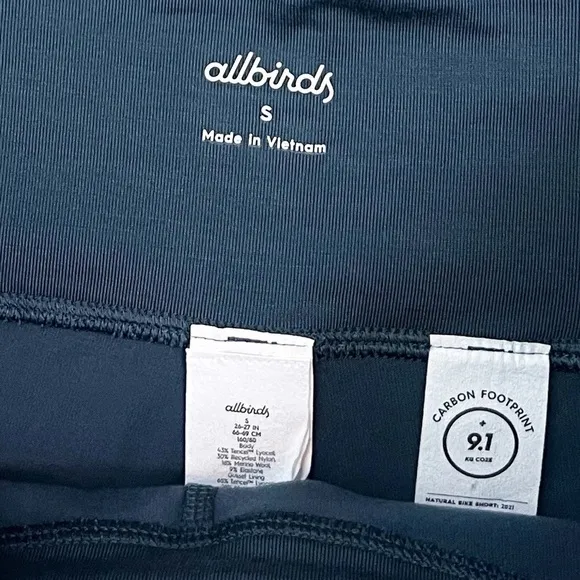 allbirds
S
Made in Vietnam
allbirds
S
26-27 IN
66-69 CM
160/80
Body
43% Tencel™ Lyocell
30% Recycled Nylon
18% Merino Wool
9% Elastane
Gusset Lining
CARBON FOOTPRINT
+
9.1
KG CO2E
NATURAL BIKE SHORT: 2021